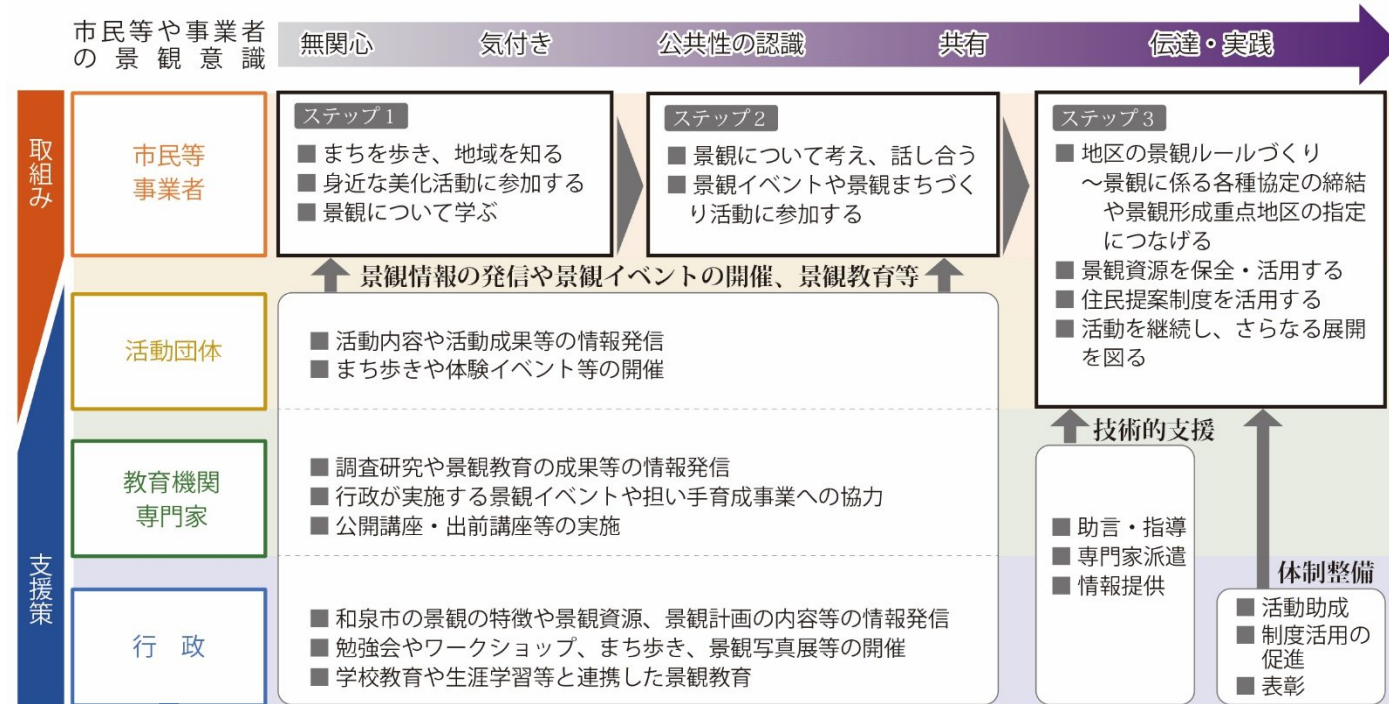 市民等や事業者
の景観意識
無関心
気付き
公共性の認識
共有
伝達・実践
取組み
市民等
事業者
ステップ1
■ まちを歩き、地域を知る
■ 身近な美化活動に参加する
■ 景観について学ぶ
ステップ2
■ 景観について考え、話し合う
■ 景観イベントや景観まちづく
り活動に参加する
ステップ3
■ 地区の景観ルールづくり
～景観に係る各種協定の締結
や景観形成重点地区の指定
につなげる
■ 景観資源を保全・活用する
■ 住民提案制度を活用する
■ 活動を継続し、さらなる展開
を図る
景観情報の発信や景観イベントの開催、景観教育等
活動団体
■ 活動内容や活動成果等の情報発信
■ まち歩きや体験イベント等の開催
支援策
教育機関
専門家
■ 調査研究や景観教育の成果等の情報発信
■ 行政が実施する景観イベントや担い手育成事業への協力
■ 公開講座・出前講座等の実施
行 政
■ 和泉市の景観の特徴や景観資源、景観計画の内容等の情報発信
■ 勉強会やワークショップ、まち歩き、景観写真展等の開催
■ 学校教育や生涯学習等と連携した景観教育
技術的支援
■ 助言・指導
■ 専門家派遣
■ 情報提供
体制整備
■ 活動助成
■ 制度活用の
促進
■ 表彰